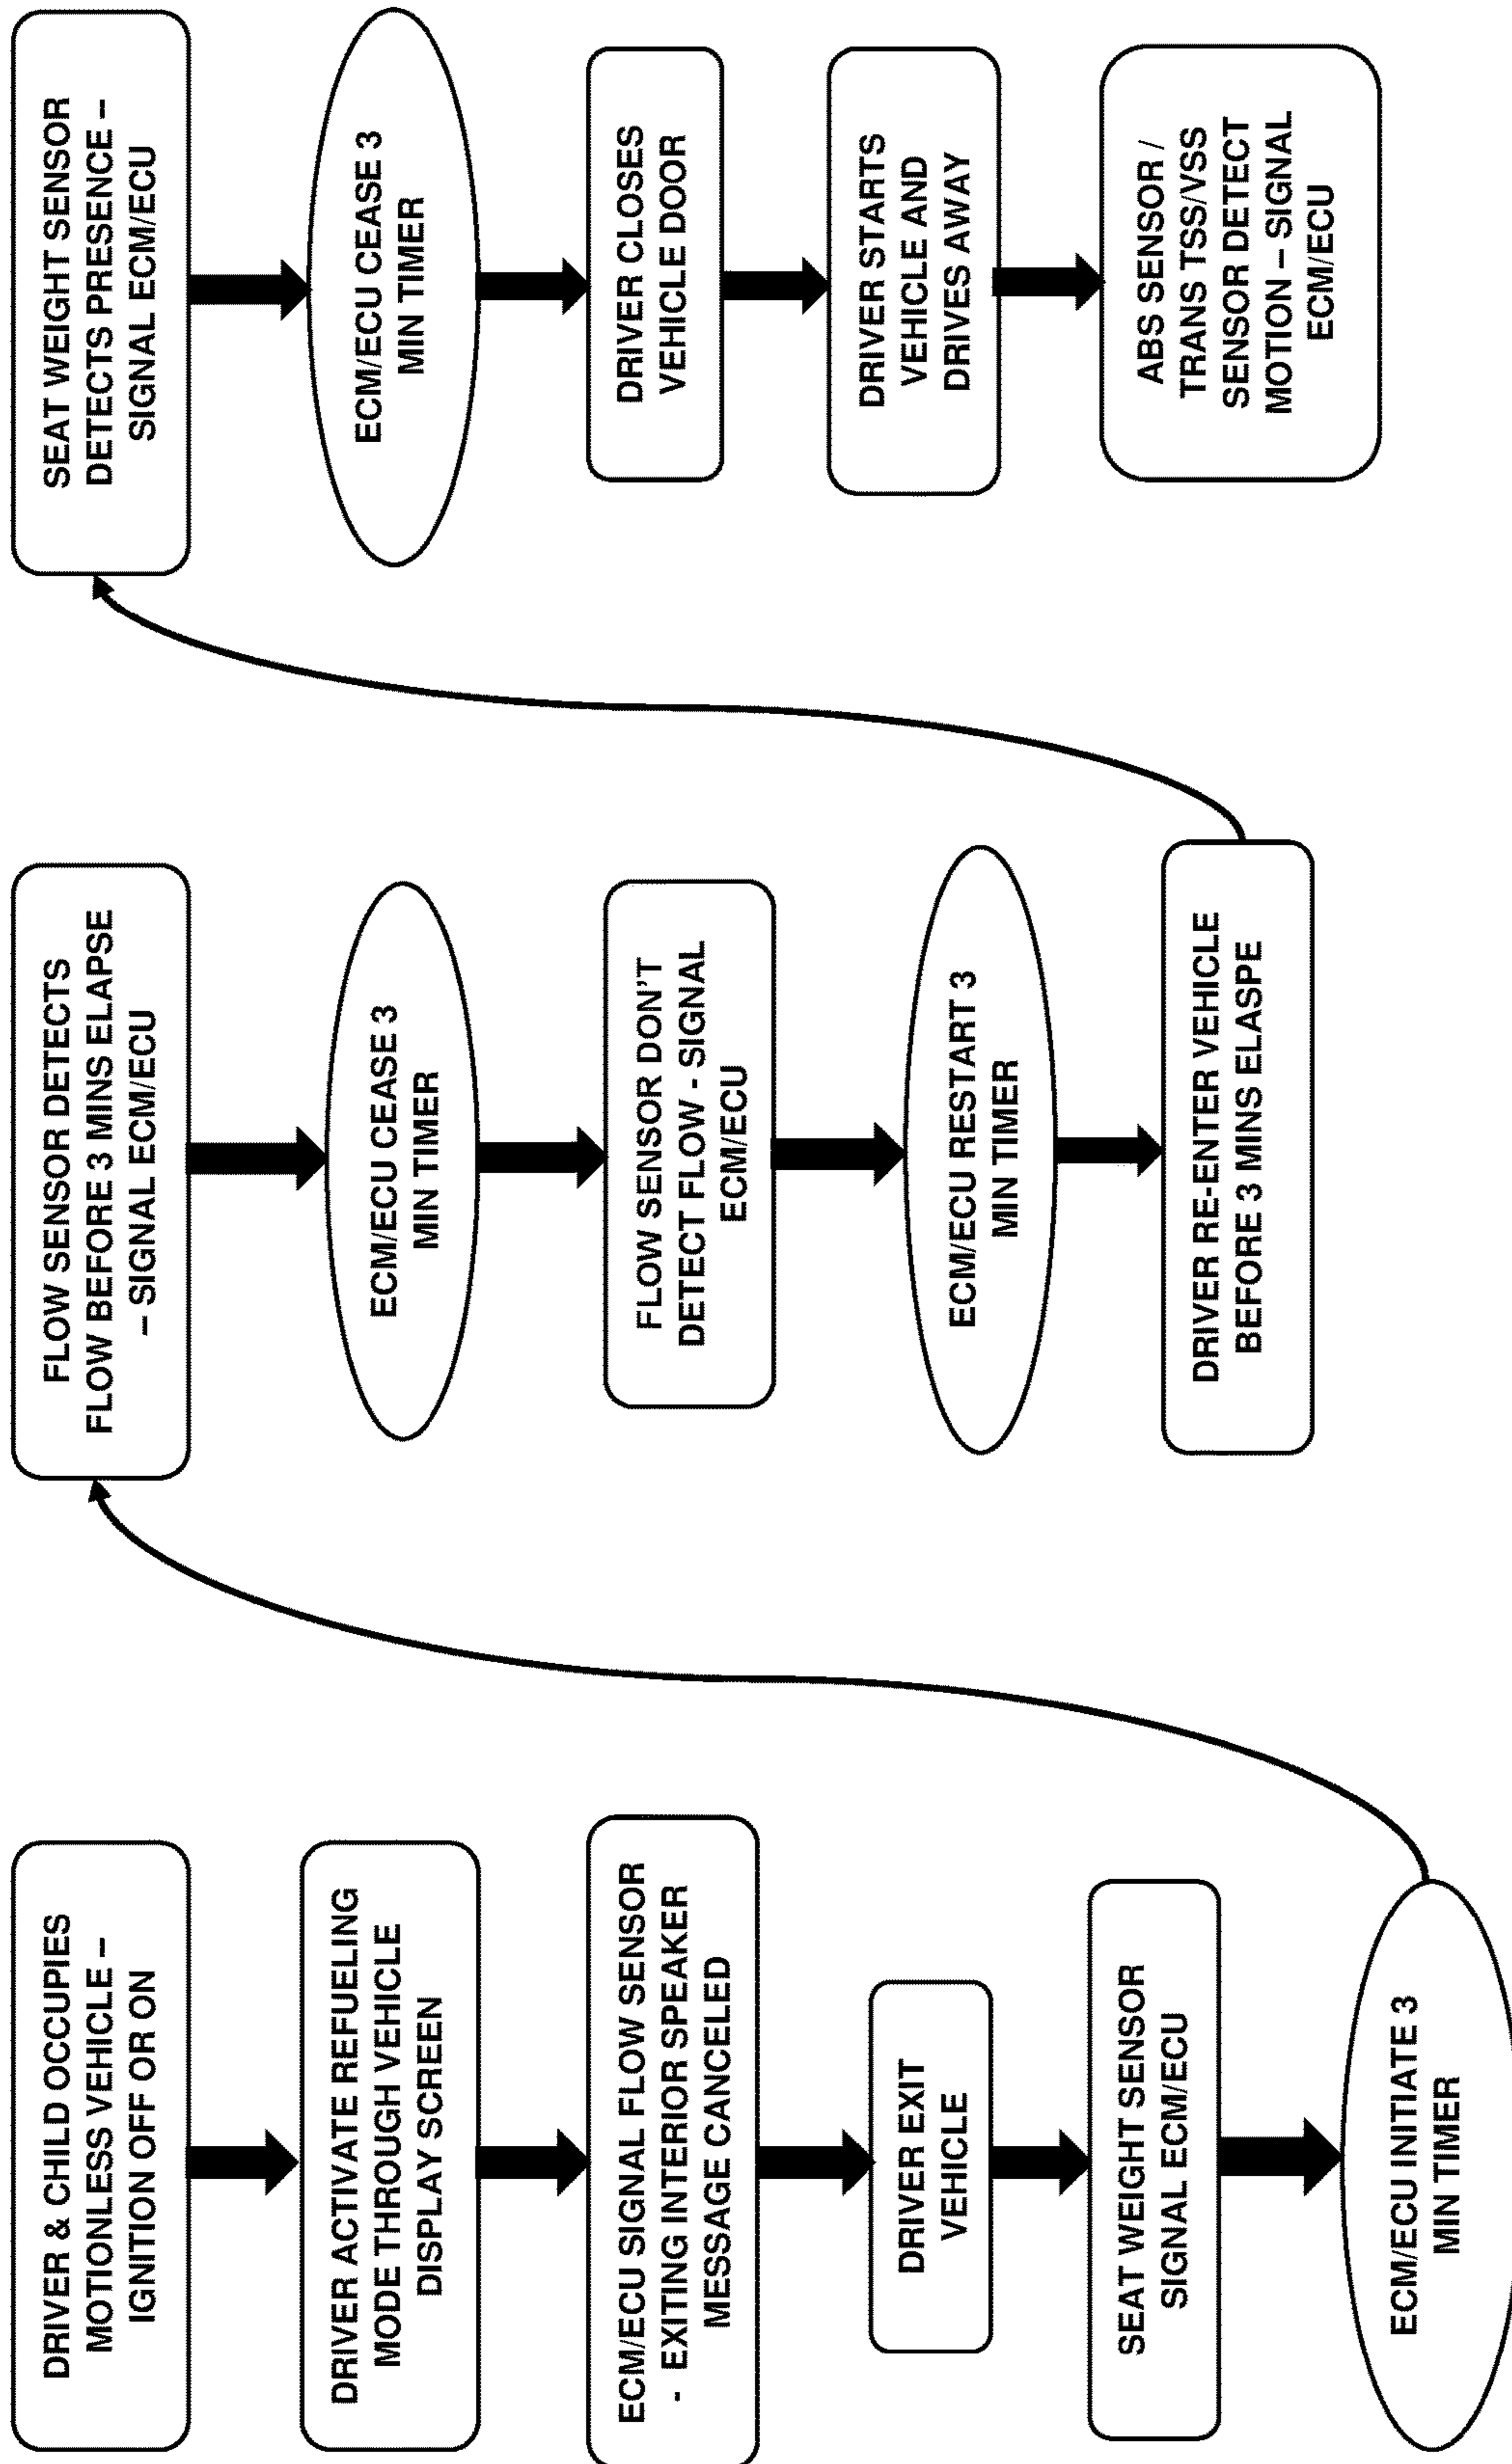 DRIVER & CHILD OCCUPIES
MOTIONLESS VEHICLE –
IGNITION OFF OR ON
DRIVER ACTIVATE REFUELING
MODE THROUGH VEHICLE
DISPLAY SCREEN
ECM/ECU SIGNAL FLOW SENSOR
- EXITING INTERIOR SPEAKER
MESSAGE CANCELED
DRIVER EXIT
VEHICLE
SEAT WEIGHT SENSOR
SIGNAL ECM/ECU
ECM/ECU INITIATE 3
MIN TIMER
FLOW SENSOR DETECTS
FLOW BEFORE 3 MINS ELAPSE
– SIGNAL ECM/ECU
ECM/ECU CEASE 3
MIN TIMER
FLOW SENSOR DON'T
DETECT FLOW - SIGNAL
ECM/ECU
ECM/ECU RESTART 3
MIN TIMER
DRIVER RE-ENTER VEHICLE
BEFORE 3 MINS ELASPE
SEAT WEIGHT SENSOR
DETECTS PRESENCE –
SIGNAL ECM/ECU
ECM/ECU CEASE 3
MIN TIMER
DRIVER CLOSES
VEHICLE DOOR
DRIVER STARTS
VEHICLE AND
DRIVES AWAY
ABS SENSOR /
TRANS TSS/VSS
SENSOR DETECT
MOTION – SIGNAL
ECM/ECU